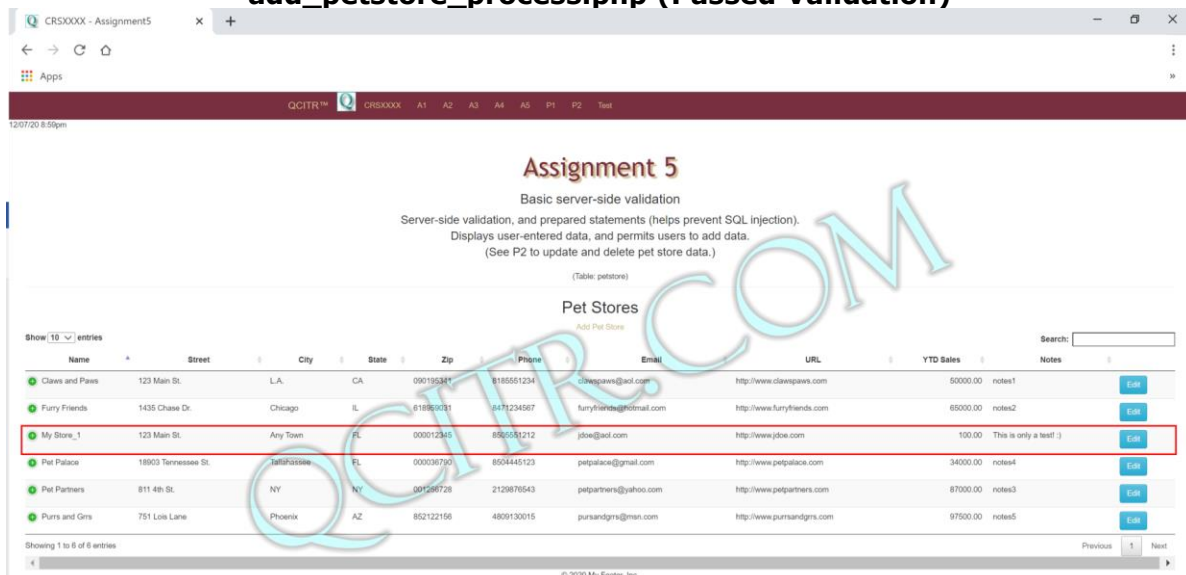 add_petstore_process.php (Passed Validation)
CRSXXXX - Assignment5
Apps
QCITR™ Q CRSXXXX A1 A2 A3 A4 A5 P1 P2 Test
12/07/20 8:59pm
Assignment 5
Basic server-side validation
Server-side validation, and prepared statements (helps prevent SQL injection).
Displays user-entered data, and permits users to add data.
(See P2 to update and delete pet store data.)
(Table: petstore)
Pet Stores
Add Pet Store
Show 10 entries Search:
Name Street City State Zip Phone Email URL YTD Sales Notes
Claws and Paws 123 Main St. L.A. CA 090195341 8185551234 clawspaws@aol.com http://www.clawspaws.com 50000.00 notes1 Edit
Furry Friends 1435 Chase Dr. Chicago IL 618959031 8471234567 furryfriends@hotmail.com http://www.furryfriends.com 65000.00 notes2 Edit
My Store_1 123 Main St. Any Town FL 000012345 8505551212 jdoe@aol.com http://www.jdoe.com 100.00 This is only a test! :) Edit
Pet Palace 18903 Tennessee St. Tallahassee FL 000036790 8504445123 petpalace@gmail.com http://www.petpalace.com 34000.00 notes4 Edit
Pet Partners 811 4th St. NY NY 001266728 2129876543 petpartners@yahoo.com http://www.petpartners.com 87000.00 notes3 Edit
Purrs and Grrs 751 Lois Lane Phoenix AZ 852122156 4809130015 pursandgrrs@msn.com http://www.purrsandgrrs.com 97500.00 notes5 Edit
Showing 1 to 6 of 6 entries Previous 1 Next
QCITR.COM